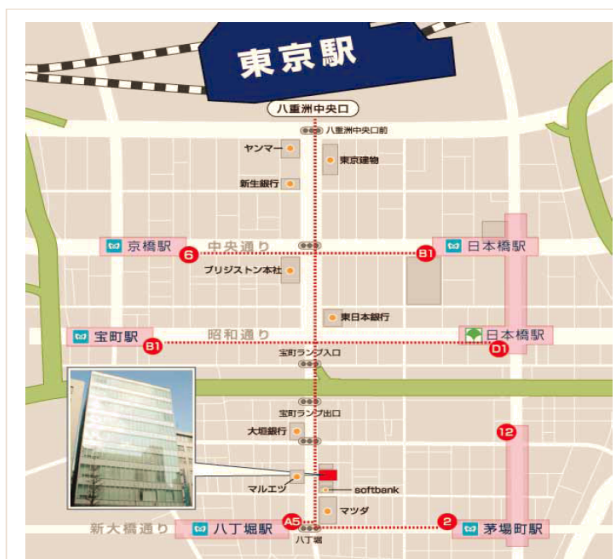 東京駅
八重洲中央口
八重洲中央口前
ヤンマー
東京建物
新生銀行
京橋駅
中央通り
日本橋駅
6
B1
ブリヂストン本社
東日本銀行
宝町駅
昭和通り
日本橋駅
B1
D1
宝町ランプ入口
宝町ランプ出口
大垣銀行
12
マルエツ
softbank
マツダ
新大橋通り
八丁堀駅
A5
八丁堀
2
茅場町駅